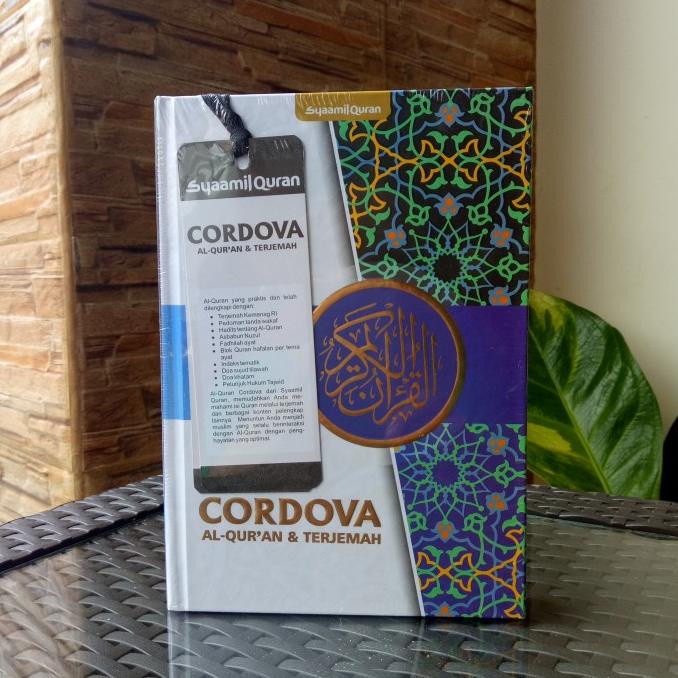 Syaamil Quran
Syaamil Quran
CORDOVA
AL-QUR'AN & TERJEMAH
Al-Quran yang praktis dan telah
dilengkapi dengan:
• Terjemah Kemenag RI
• Pedoman tanda wakaf
• Hadits tentang Al-Quran
• Asbabun Nuzul
• Fadhilah ayat
• Blok Quran hafalan per tema
ayat
• Indeks tematik
• Doa sujud tilawah
• Doa khatam
• Petunjuk Hukum Tajwid
Al-Quran Cordova dari Syaamil
Quran, memudahkan Anda me-
mahami isi Quran melalui terjemah
dan berbagai konten pelengkap
lainnya. Menuntun Anda menjadi
muslim yang selalu berinteraksi
dengan Al-Quran dengan peng-
hayatan yang optimal.
القرآن الكريم
CORDOVA
AL-QUR'AN & TERJEMAH